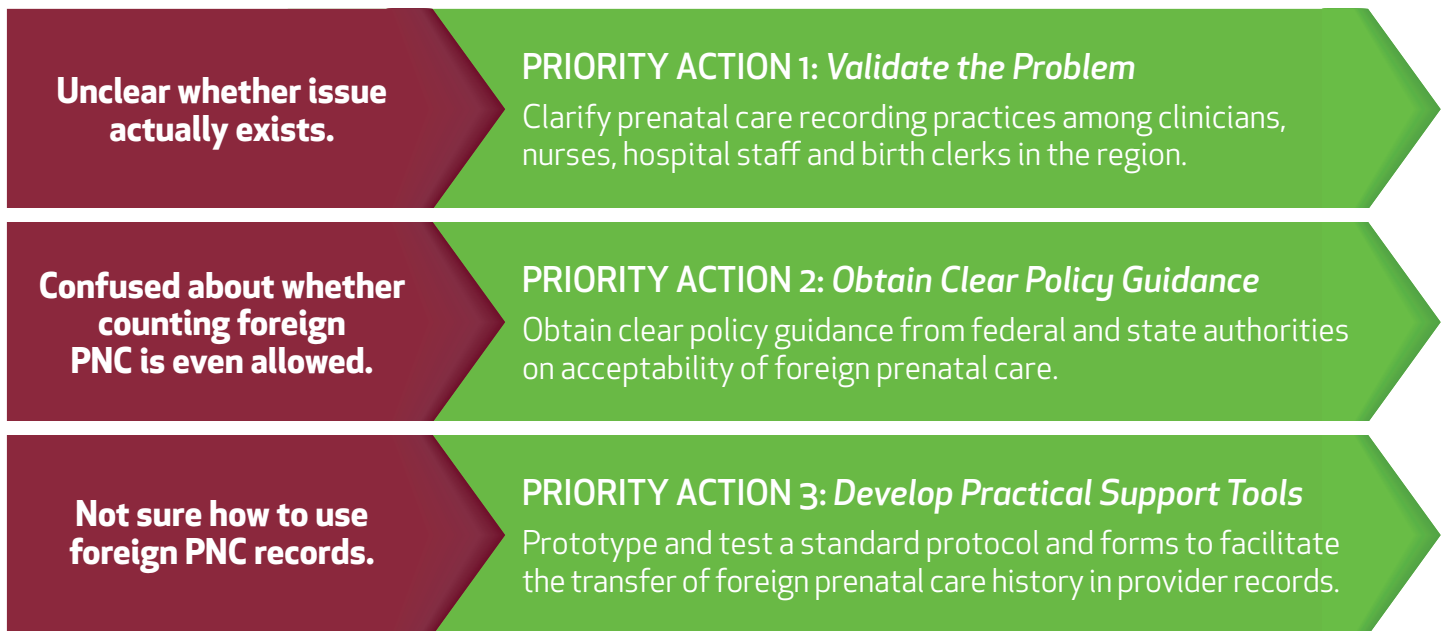 Unclear whether issue
actually exists.
PRIORITY ACTION 1: Validate the Problem
Clarify prenatal care recording practices among clinicians,
nurses, hospital staff and birth clerks in the region.
Confused about whether
counting foreign
PNC is even allowed.
PRIORITY ACTION 2: Obtain Clear Policy Guidance
Obtain clear policy guidance from federal and state authorities
on acceptability of foreign prenatal care.
Not sure how to use
foreign PNC records.
PRIORITY ACTION 3: Develop Practical Support Tools
Prototype and test a standard protocol and forms to facilitate
the transfer of foreign prenatal care history in provider records.